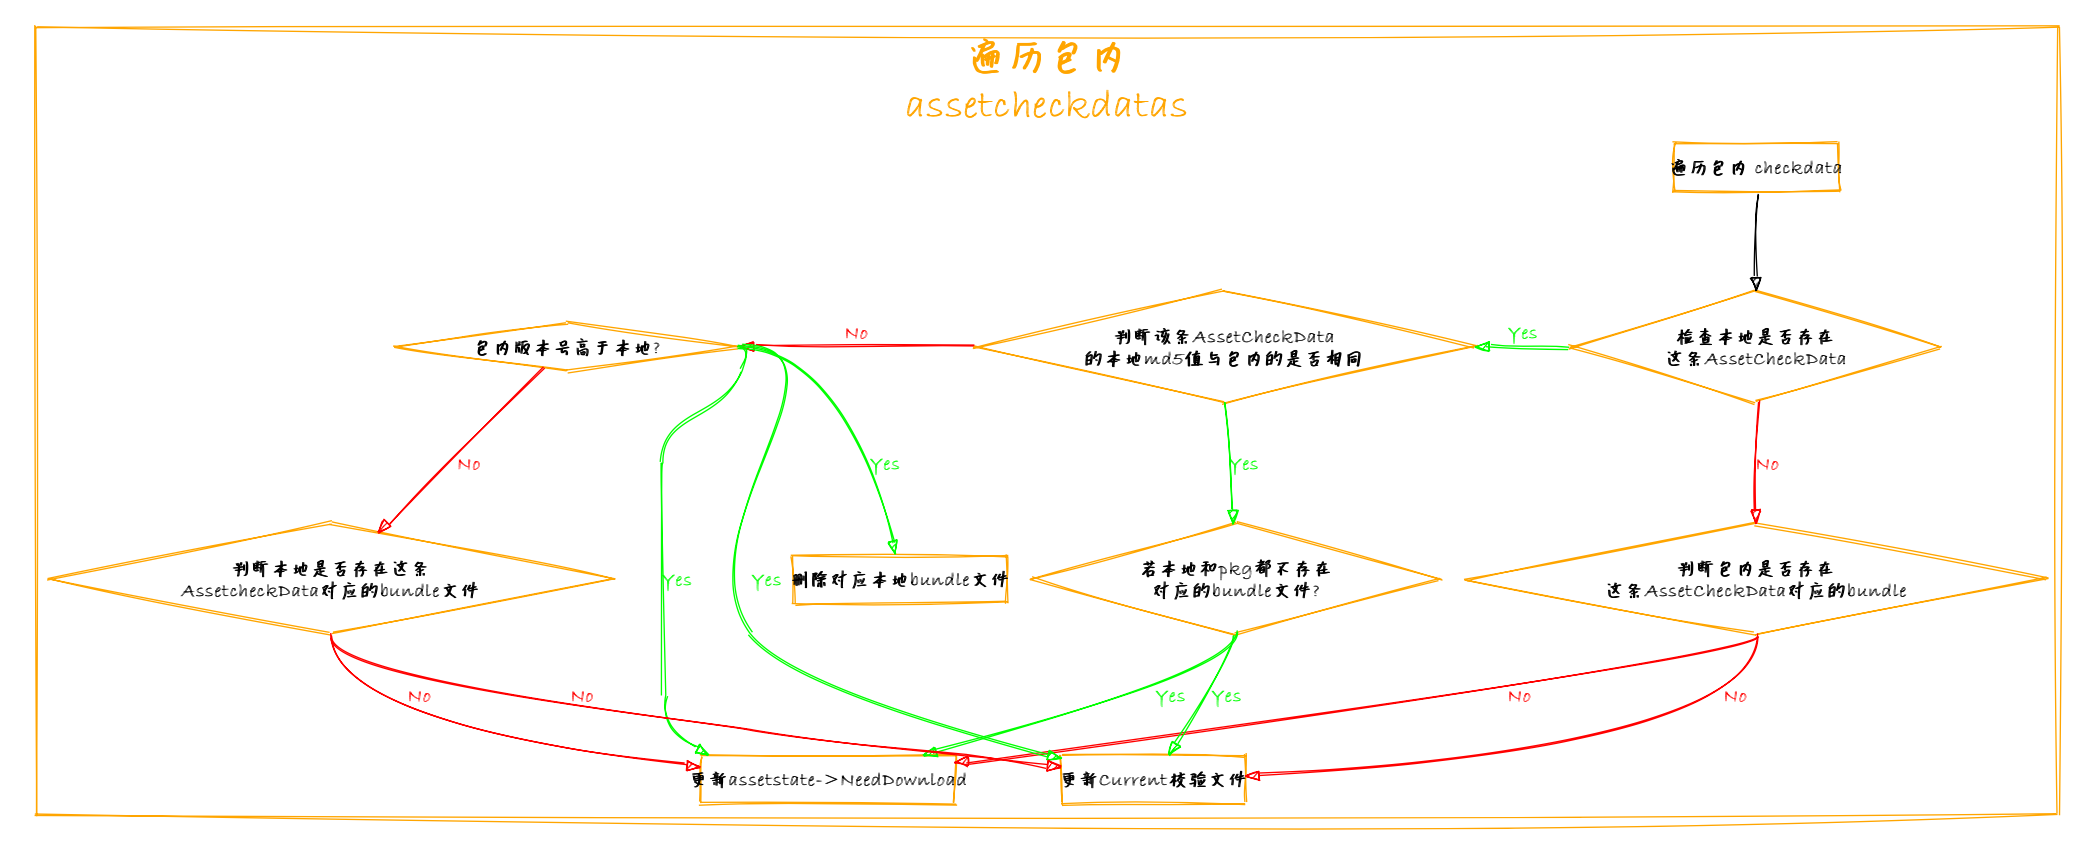 遍历包内
assetcheckdatas
遍历包内 checkdata
No
Yes
包内版本号高于本地?
判断该条AssetCheckData
的本地md5值与包内的是否相同
检查本地是否存在
这条AssetCheckData
No
Yes
Yes
No
判断本地是否存在这条
AssetcheckData对应的bundle文件
Yes
Yes
删除对应本地bundle文件
若本地和pkg都不存在
对应的bundle文件?
判断包内是否存在
这条AssetCheckData对应的bundle
No
No
Yes
Yes
No
No
更新assetstate->NeedDownload
更新Current校验文件